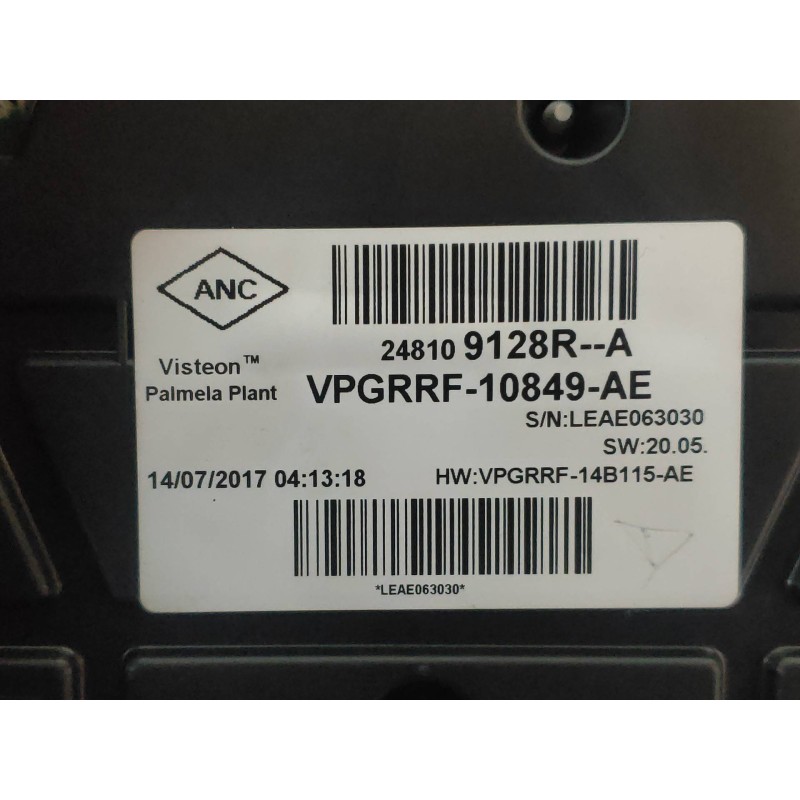 ANC
Visteon™
Palmela Plant
24810 9128R--A
VPGRRF-10849-AE
S/N:LEAE063030
SW:20.05.
14/07/2017 04:13:18
HW:VPGRRF-14B115-AE
*LEAE063030*